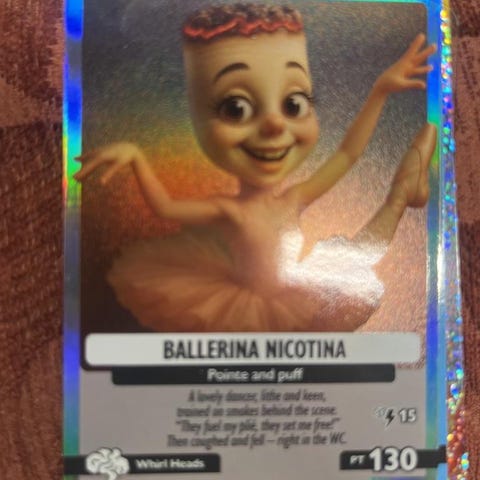 BALLERINA NICOTINA
Pointe and puff
A lovely dancer, lithe and keen,
trained on smokes behind the scene.
"They fuel my plié, they set me free!"
Then coughed and fell – right in the WC.
15
Whirl Heads
PT 130